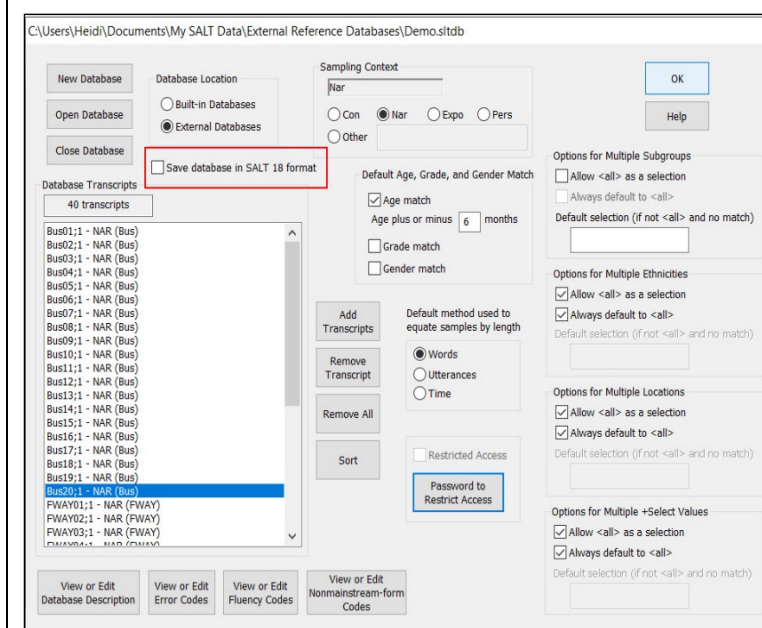 C:\Users\Heidi\Documents\My SALT Data\External Reference Databases\Demo.sltdb
New Database
Open Database
Close Database
Database Location
Built-in Databases
External Databases
Save database in SALT 18 format
Sampling Context
Nar
Con
Nar
Expo
Pers
Other
OK
Help
Database Transcripts
40 transcripts
Bus01;1 - NAR (Bus)
Bus02;1 - NAR (Bus)
Bus03;1 - NAR (Bus)
Bus04;1 - NAR (Bus)
Bus05;1 - NAR (Bus)
Bus06;1 - NAR (Bus)
Bus07;1 - NAR (Bus)
Bus08;1 - NAR (Bus)
Bus09;1 - NAR (Bus)
Bus10;1 - NAR (Bus)
Bus11;1 - NAR (Bus)
Bus12;1 - NAR (Bus)
Bus13;1 - NAR (Bus)
Bus14;1 - NAR (Bus)
Bus15;1 - NAR (Bus)
Bus16;1 - NAR (Bus)
Bus17;1 - NAR (Bus)
Bus18;1 - NAR (Bus)
Bus19;1 - NAR (Bus)
Bus20;1 - NAR (Bus)
FWAY01;1 - NAR (FWAY)
FWAY02;1 - NAR (FWAY)
FWAY03;1 - NAR (FWAY)
FWAY04;1 - NAR (FWAY)
Default Age, Grade, and Gender Match
Age match
Age plus or minus 6 months
Grade match
Gender match
Add
Transcripts
Remove
Transcript
Remove All
Sort
Default method used to
equate samples by length
Words
Utterances
Time
Restricted Access
Password to
Restrict Access
Options for Multiple Subgroups
Allow <all> as a selection
Always default to <all>
Default selection (if not <all> and no match)
Options for Multiple Ethnicities
Allow <all> as a selection
Always default to <all>
Default selection (if not <all> and no match)
Options for Multiple Locations
Allow <all> as a selection
Always default to <all>
Default selection (if not <all> and no match)
Options for Multiple +Select Values
Allow <all> as a selection
Always default to <all>
Default selection (if not <all> and no match)
View or Edit
Database Description
View or Edit
Error Codes
View or Edit
Fluency Codes
View or Edit
Nonmainstream-form
Codes